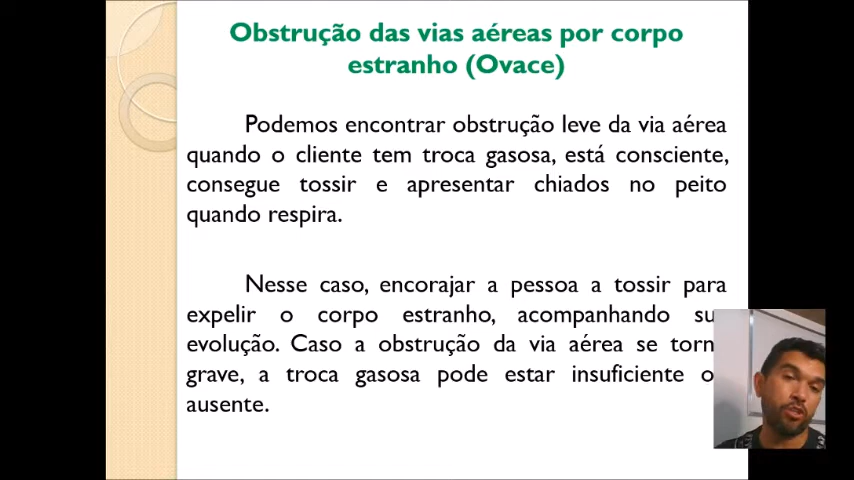 Obstrução das vias aéreas por corpo
estranho (Ovace)
Podemos encontrar obstrução leve da via aérea
quando o cliente tem troca gasosa, está consciente,
consegue tossir e apresentar chiados no peito
quando respira.
Nesse caso, encorajar a pessoa a tossir para
expelir o corpo estranho, acompanhando
evolução. Caso a obstrução da via aérea se
grave, a troca gasosa pode estar insuficiente
ausente.